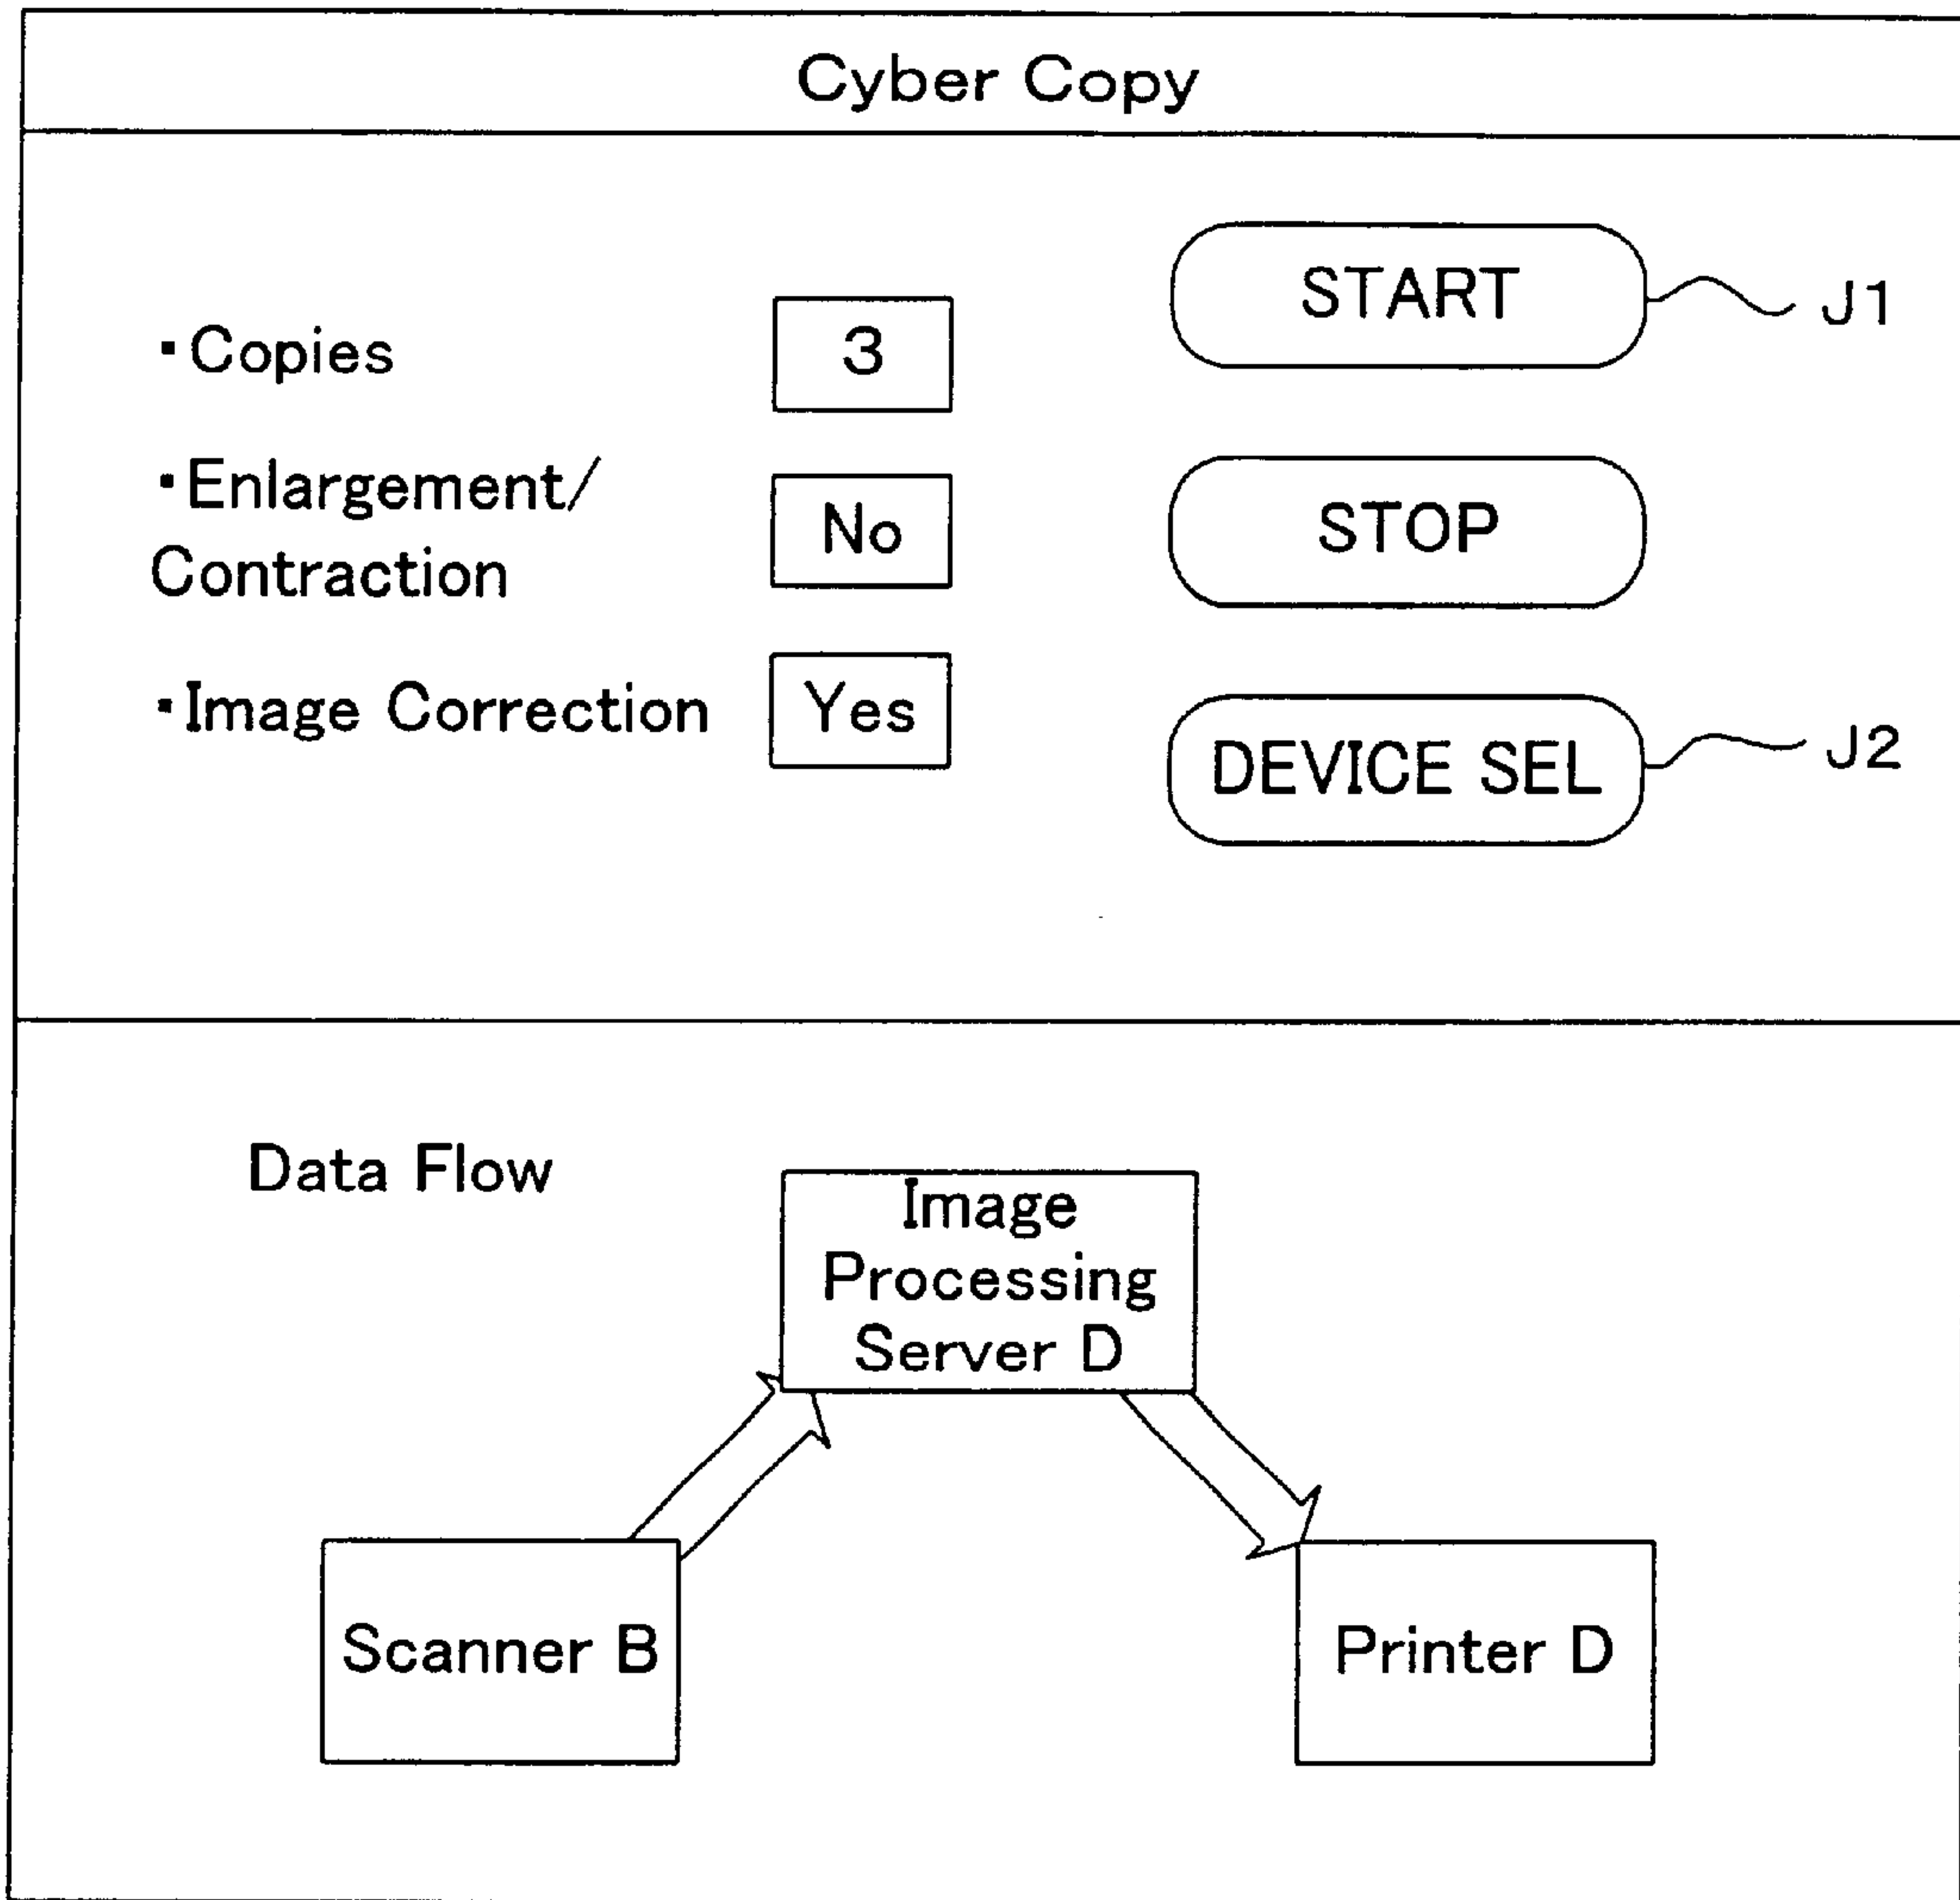 Cyber Copy
・Copies
3
・Enlargement/
Contraction
No
・Image Correction
Yes
START
J1
STOP
DEVICE SEL
J2
Data Flow
Image
Processing
Server D
Scanner B
Printer D